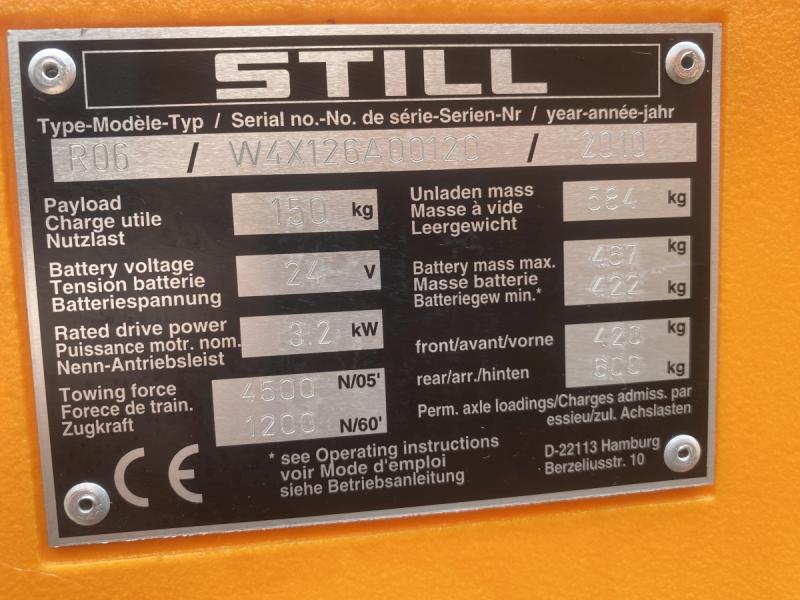 STILL
Type-Modèle-Typ / Serial no.-No. de série-Serien-Nr / year-année-jahr
R06 / W4X126A00120 / 2010
Payload
Charge utile
Nutzlast
150 kg
Battery voltage
Tension batterie
Batteriespannung
24 V
Rated drive power
Puissance motr. nom.
Nenn-Antriebsleist
3.2 kW
Towing force
Forece de train.
Zugkraft
4500 N/05'
1200 N/60'
Unladen mass
Masse à vide
Leergewicht
584 kg
Battery mass max.
Masse batterie
Batteriegew min.*
467 kg
422 kg
front/avant/vorne
kg
rear/arr./hinten
kg
Perm. axle loadings/Charges admiss. par
essieu/zul. Achslasten
* see Operating instructions
voir Mode d'emploi
siehe Betriebsanleitung
D-22113 Hamburg
Berzeliusstr. 10
CE